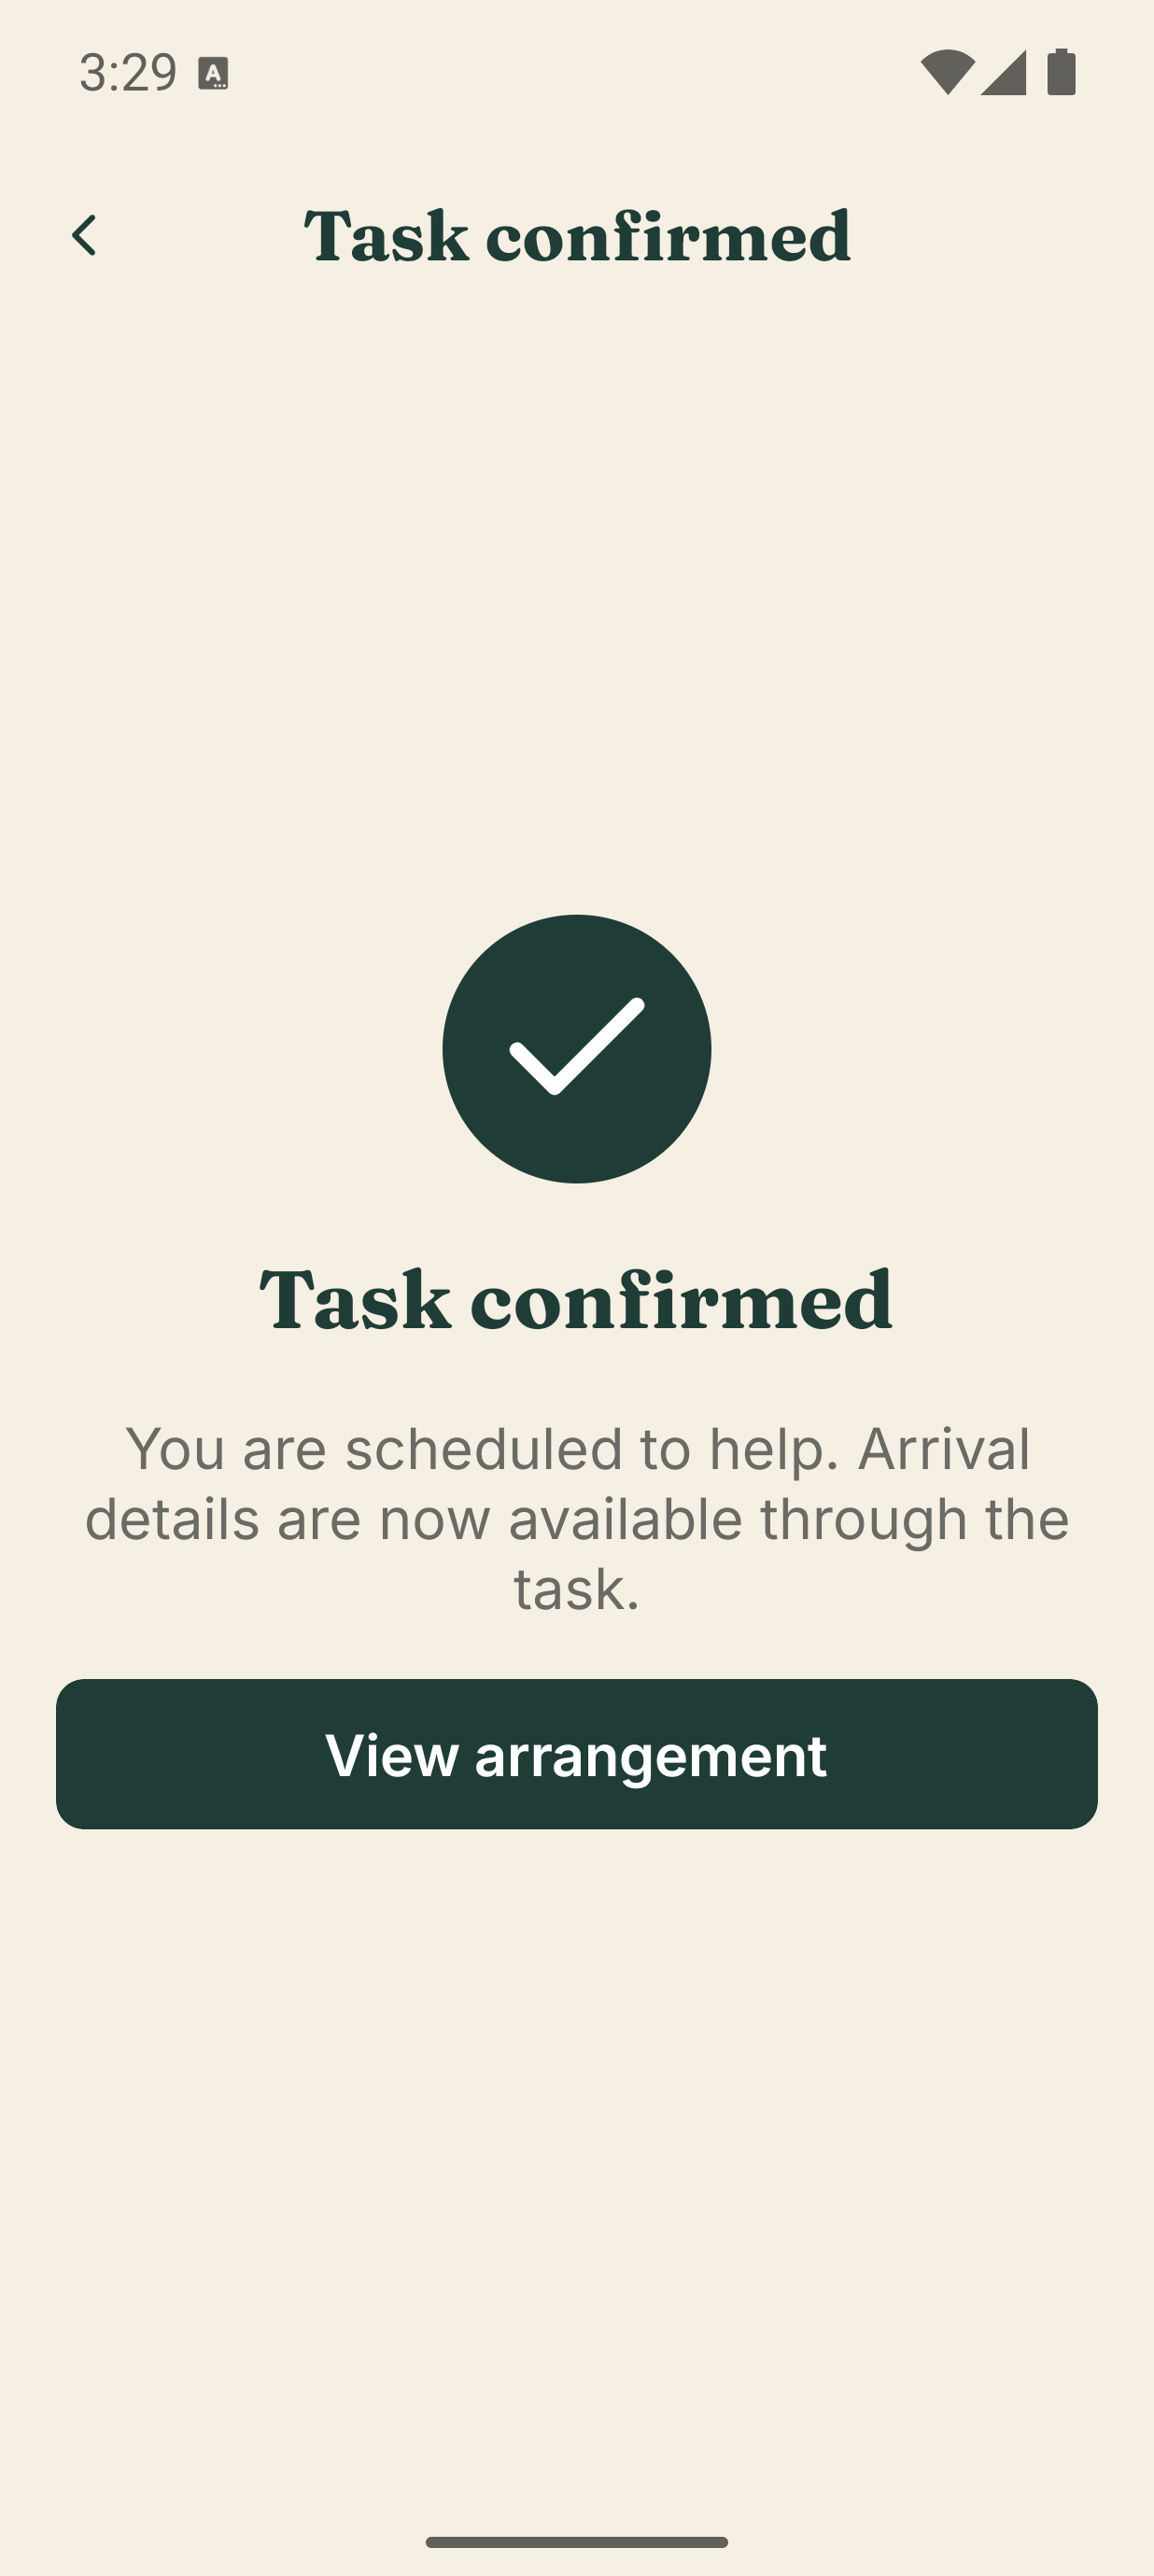 3:29
Task confirmed
Task confirmed
You are scheduled to help. Arrival
details are now available through the
task.
View arrangement